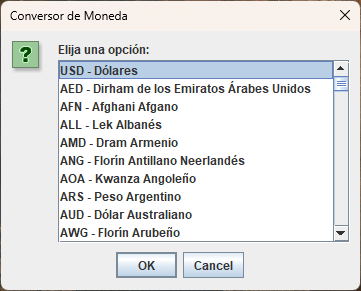 Conversor de Moneda
Elija una opción:
USD - Dólares
AED - Dirham de los Emiratos Árabes Unidos
AFN - Afghani Afgano
ALL - Lek Albanés
AMD - Dram Armenio
ANG - Florín Antillano Neerlandés
AOA - Kwanza Angoleño
ARS - Peso Argentino
AUD - Dólar Australiano
AWG - Florín Arubeño
OK
Cancel